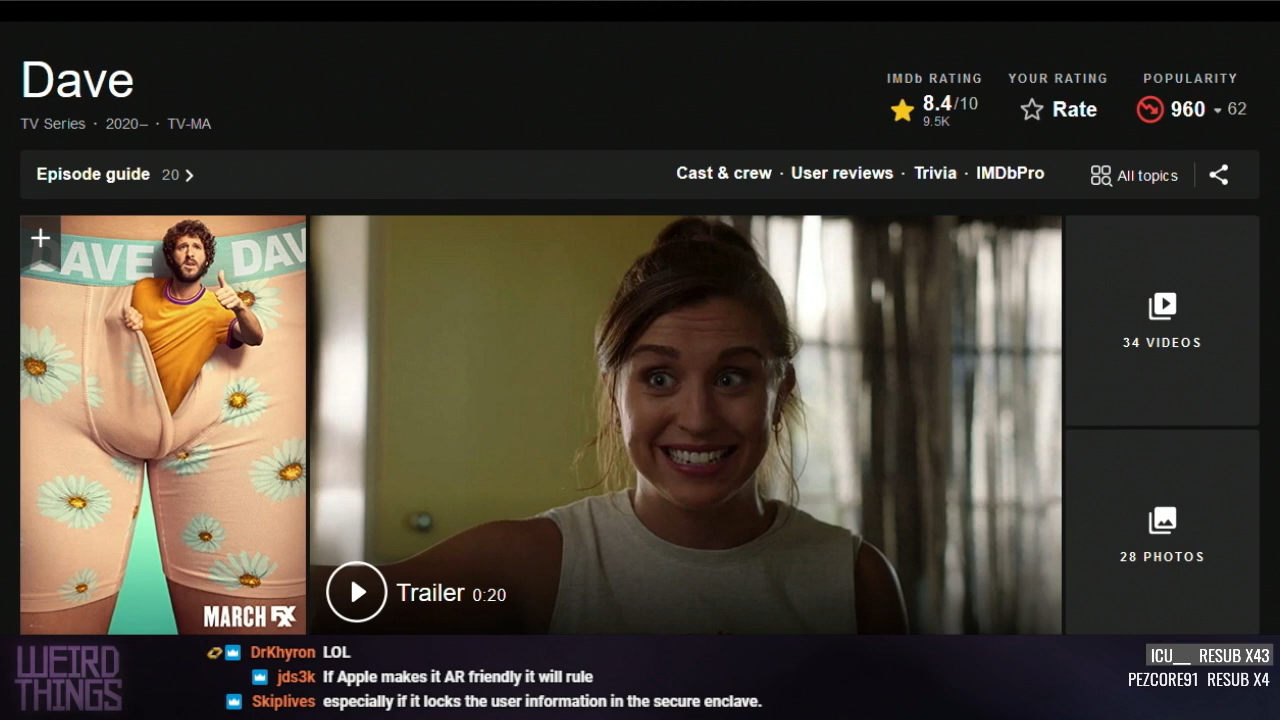 Dave
TV Series · 2020– · TV-MA
IMDb RATING
8.4/10
9.5K
YOUR RATING
Rate
POPULARITY
960 62
Episode guide 20
Cast & crew · User reviews · Trivia · IMDbPro
All topics
DAVE DAV
MARCH FX
Trailer 0:20
34 VIDEOS
28 PHOTOS
WEIRD
THINGS
DrKhyron LOL
jds3k If Apple makes it AR friendly it will rule
Skiplives especially if it locks the user information in the secure enclave.
ICU__ RESUB X43
PEZCORE91 RESUB X4